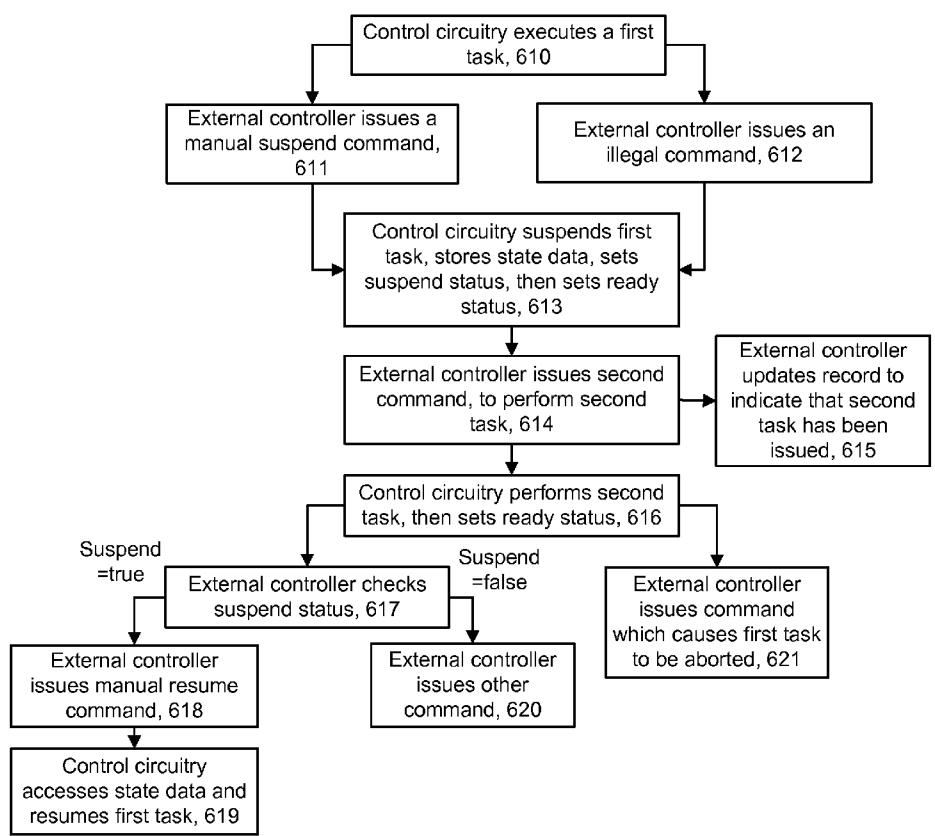 Control circuitry executes a first
task, 610
External controller issues a
manual suspend command,
611
External controller issues an
illegal command, 612
Control circuitry suspends first
task, stores state data, sets
suspend status, then sets ready
status, 613
External controller issues second
command, to perform second
task, 614
External controller
updates record to
indicate that second
task has been
issued, 615
Control circuitry performs second
task, then sets ready status, 616
Suspend
=true
Suspend
=false
External controller checks
suspend status, 617
External controller
issues command
which causes first task
to be aborted, 621
External controller
issues manual resume
command, 618
External controller
issues other
command, 620
Control circuitry
accesses state data and
resumes first task, 619